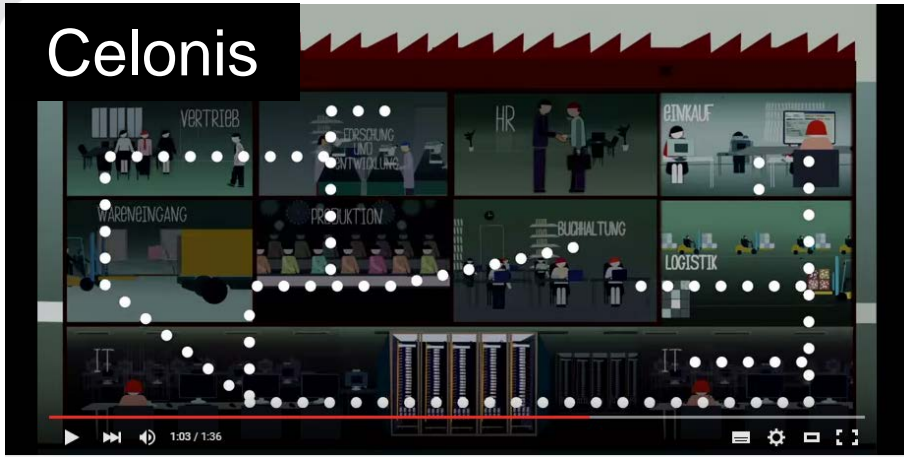 Celonis
VERTRIEB
FORSCHUNG
UND
ENTWICKLUNG
HR
EINKAUF
WARENEINGANG
PRODUKTION
BUCHHALTUNG
LOGISTIK
IT
IT
1:03 / 1:36